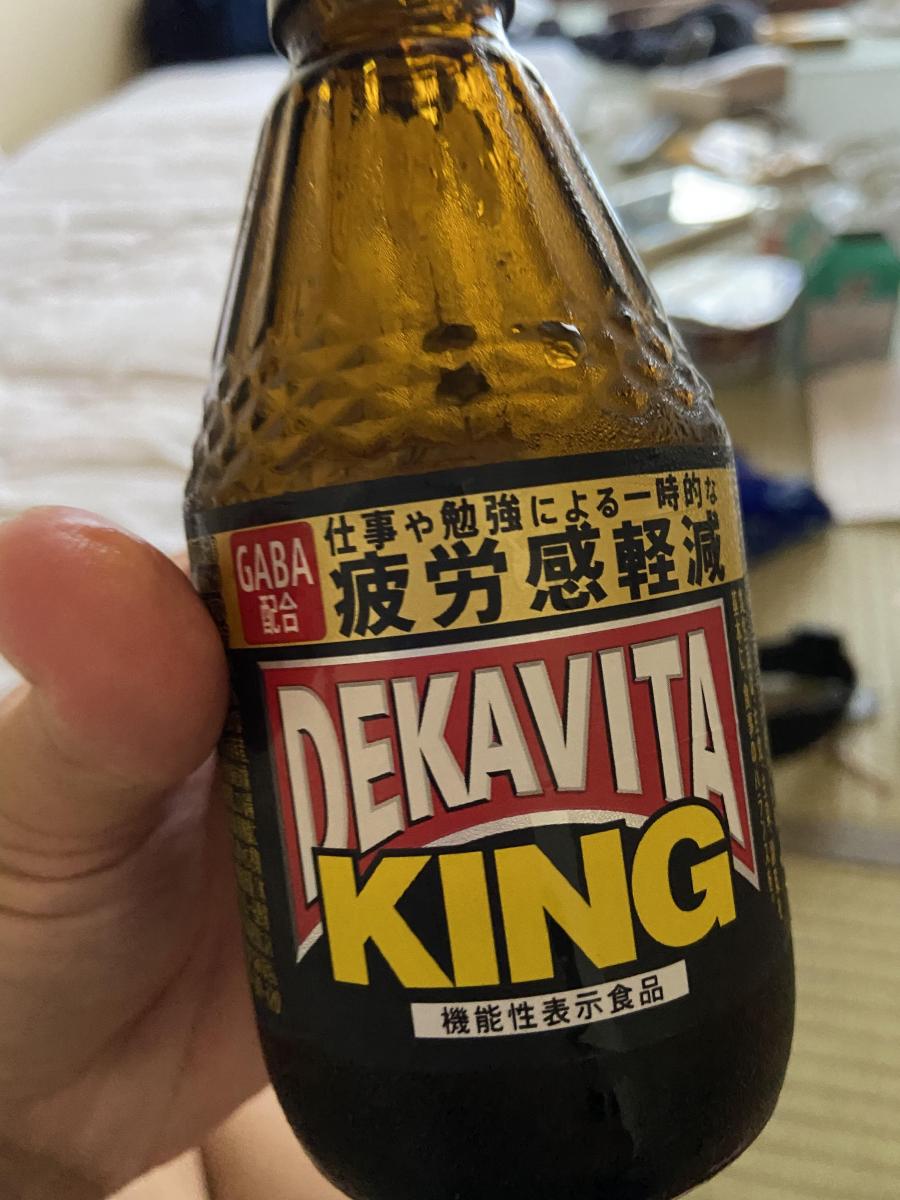 GABA
配合
仕事や勉強による一時的な
疲労感軽減
DEKAVITA
KING
機能性表示食品